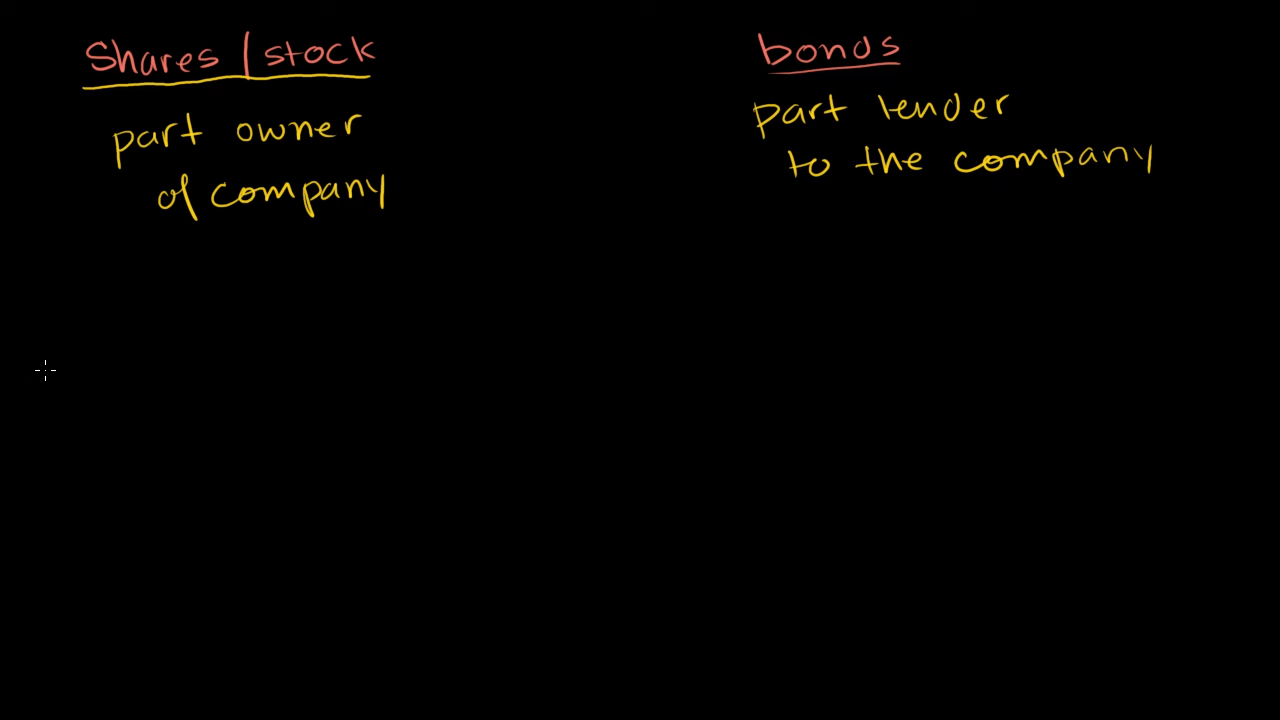 Shares | stock
part owner
of company
bonds
part lender
to the company